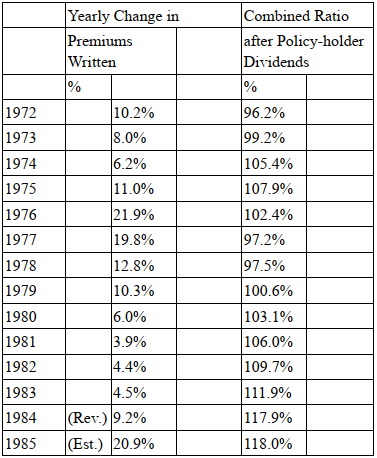 Yearly Change in Combined Ratio
Premiums Written after Policy-holder Dividends
% %
1972 10.2% 96.2%
1973 8.0% 99.2%
1974 6.2% 105.4%
1975 11.0% 107.9%
1976 21.9% 102.4%
1977 19.8% 97.2%
1978 12.8% 97.5%
1979 10.3% 100.6%
1980 6.0% 103.1%
1981 3.9% 106.0%
1982 4.4% 109.7%
1983 4.5% 111.9%
1984 (Rev.) 9.2% 117.9%
1985 (Est.) 20.9% 118.0%